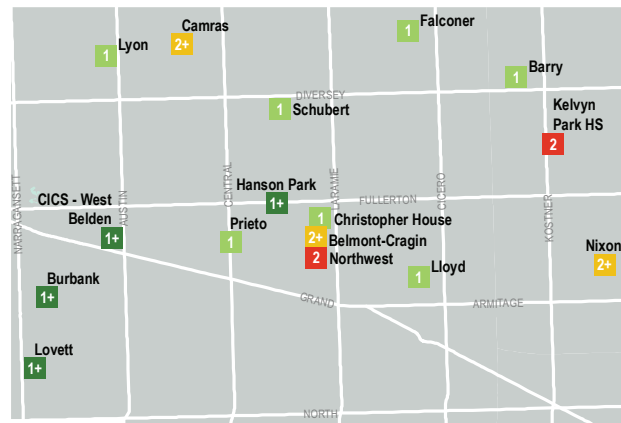 Falconer
Camras
2+
1
Lyon
1
Barry
1
DIVERSEY
Kelvyn
Park HS
2
1
Schubert
NARRAGANSETT
AUSTIN
CENTRAL
LARAMIE
CICERO
KOSTNER
Hanson Park
1+
FULLERTON
CICS - West
Belden
1+
Prieto
1
1
Christopher House
2+
Belmont-Cragin
2
Northwest
Lloyd
1
Nixon
2+
Burbank
1+
GRAND
ARMITAGE
Lovett
1+
NORTH